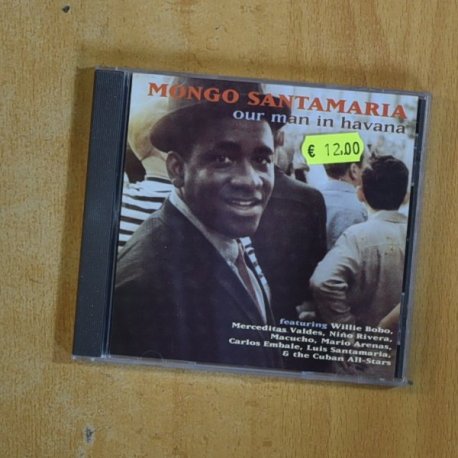 MONGO SANTAMARIA
our man in havana
€ 12.00
featuring Willie Bobo,
Merceditas Valdes, Niño Rivera,
Macucho, Mario Arenas,
Carlos Embale, Luis Santamaria,
& the Cuban All-Stars